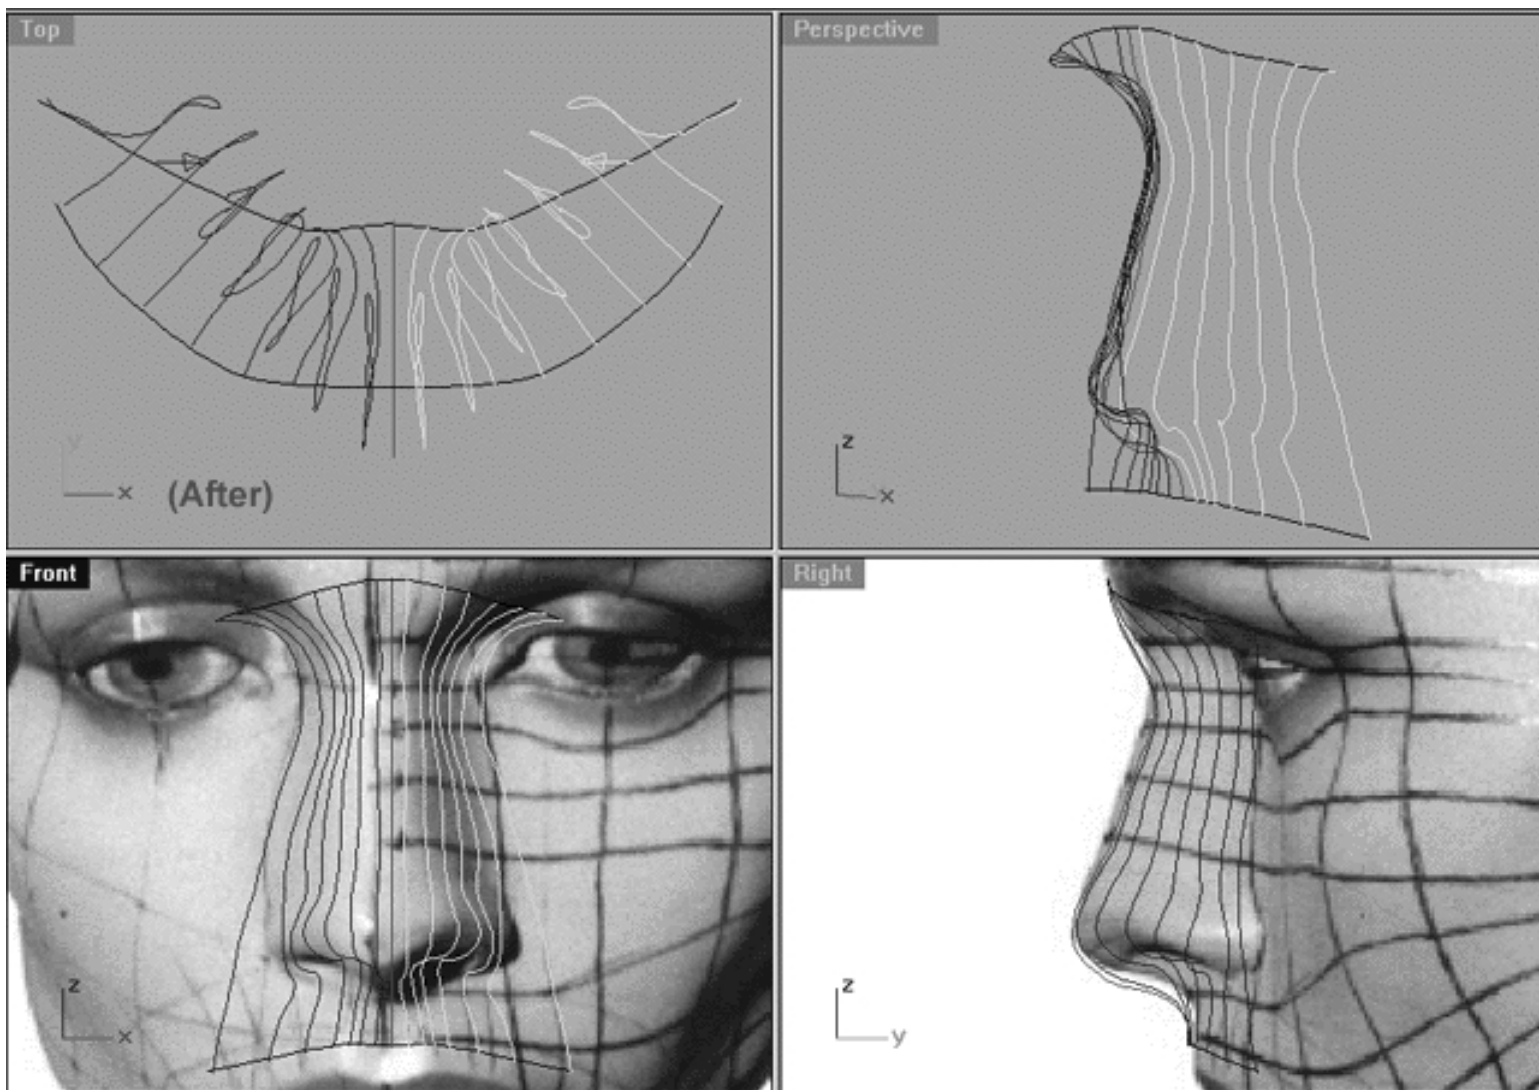 Top
Perspective
y
x
(After)
z
x
Front
Right
z
x
z
y